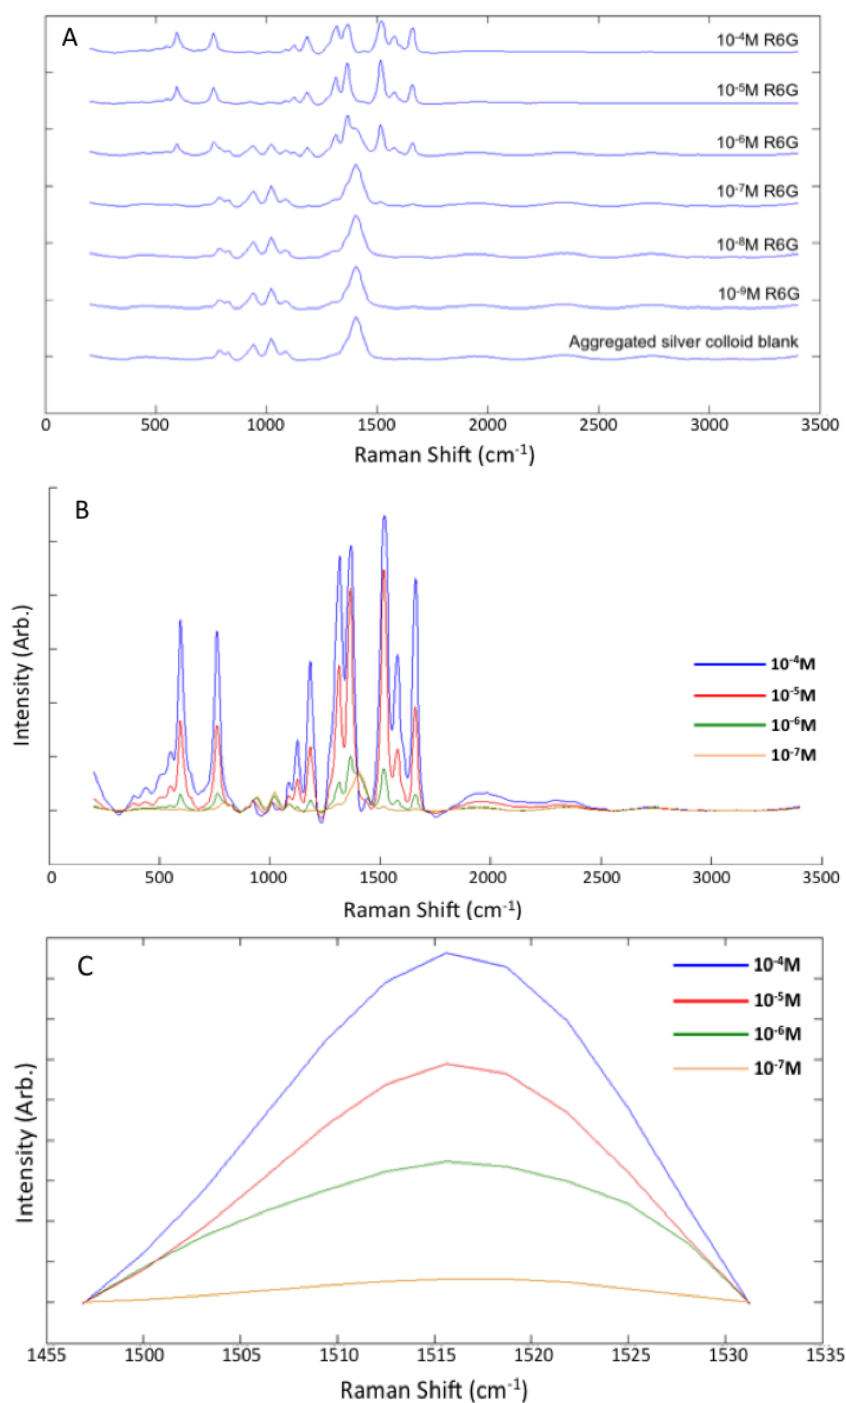 A
10⁻⁴M R6G
10⁻⁵M R6G
10⁻⁶M R6G
10⁻⁷M R6G
10⁻⁸M R6G
10⁻⁹M R6G
Aggregated silver colloid blank
0 500 1000 1500 2000 2500 3000 3500
Raman Shift (cm⁻¹)
B
Intensity (Arb.)
10⁻⁴M
10⁻⁵M
10⁻⁶M
10⁻⁷M
0 500 1000 1500 2000 2500 3000 3500
Raman Shift (cm⁻¹)
C
Intensity (Arb.)
10⁻⁴M
10⁻⁵M
10⁻⁶M
10⁻⁷M
1455 1500 1505 1510 1515 1520 1525 1530 1535
Raman Shift (cm⁻¹)